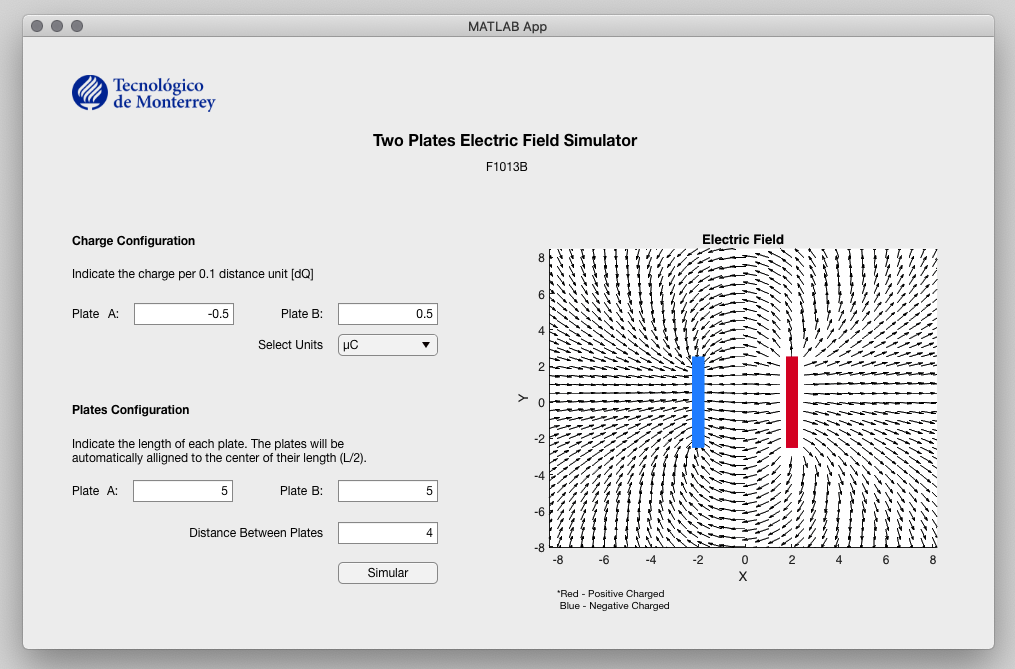 MATLAB App
Tecnológico
de Monterrey
Two Plates Electric Field Simulator
F1013B
Charge Configuration
Indicate the charge per 0.1 distance unit [dQ]
Plate A: -0.5 Plate B: 0.5
Select Units µC
Plates Configuration
Indicate the length of each plate. The plates will be
automatically alligned to the center of their length (L/2).
Plate A: 5 Plate B: 5
Distance Between Plates 4
Simular
Electric Field
8
6
4
2
0
-2
-4
-6
-8
Y
-8 -6 -4 -2 0 2 4 6 8
X
*Red - Positive Charged
Blue - Negative Charged